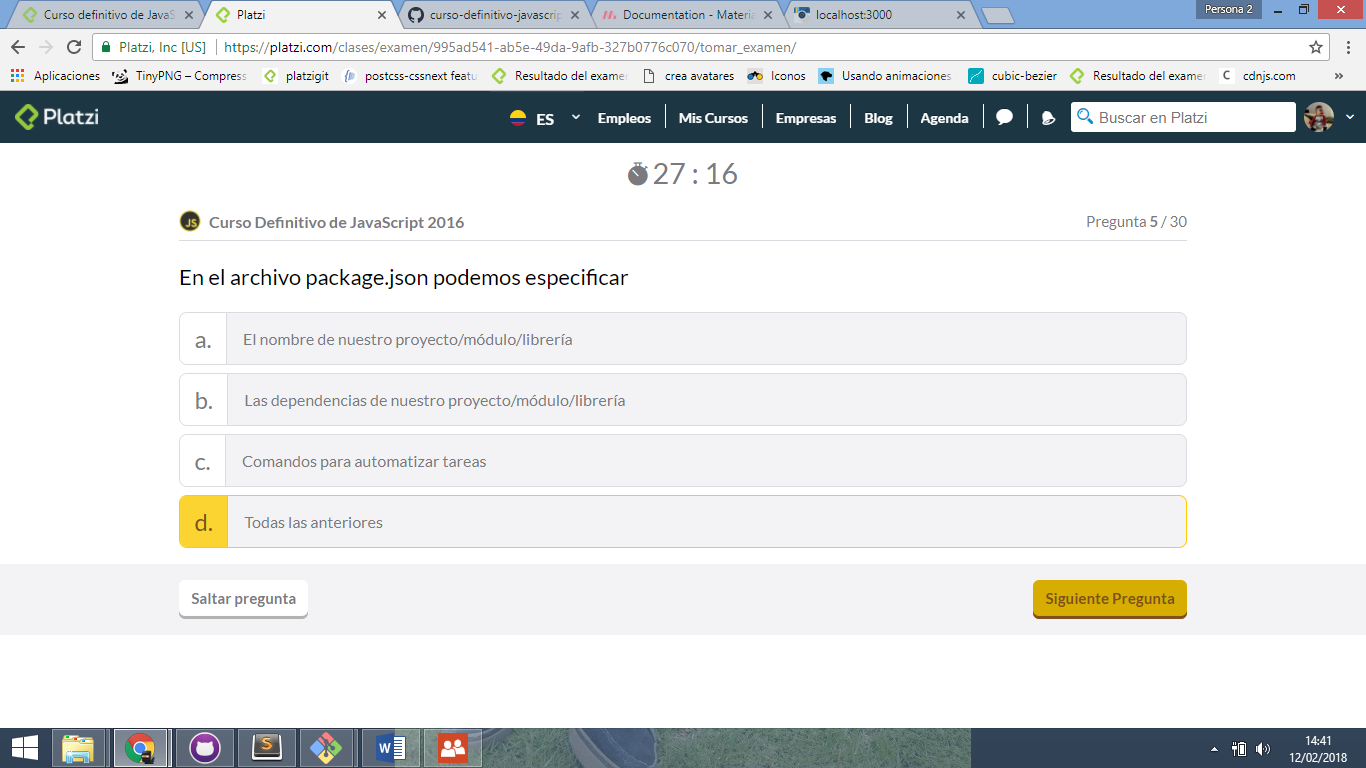 Curso definitivo de JavaS
Platzi
curso-definitivo-javascrip
Documentation - Materia
localhost:3000
Persona 2
Platzi, Inc [US]
https://platzi.com/clases/examen/995ad541-ab5e-49da-9afb-327b0776c070/tomar_examen/
Aplicaciones
TinyPNG – Compress
platzigit
postcss-cssnext featu
Resultado del examen
crea avatares
Iconos
Usando animaciones
cubic-bezier
Resultado del examen
cdnjs.com
»
Platzi
ES
Empleos
Mis Cursos
Empresas
Blog
Agenda
Buscar en Platzi
27 : 16
JS
Curso Definitivo de JavaScript 2016
Pregunta 5 / 30
En el archivo package.json podemos especificar
a. El nombre de nuestro proyecto/módulo/librería
b. Las dependencias de nuestro proyecto/módulo/librería
c. Comandos para automatizar tareas
d. Todas las anteriores
Saltar pregunta
Siguiente Pregunta
14:41
12/02/2018